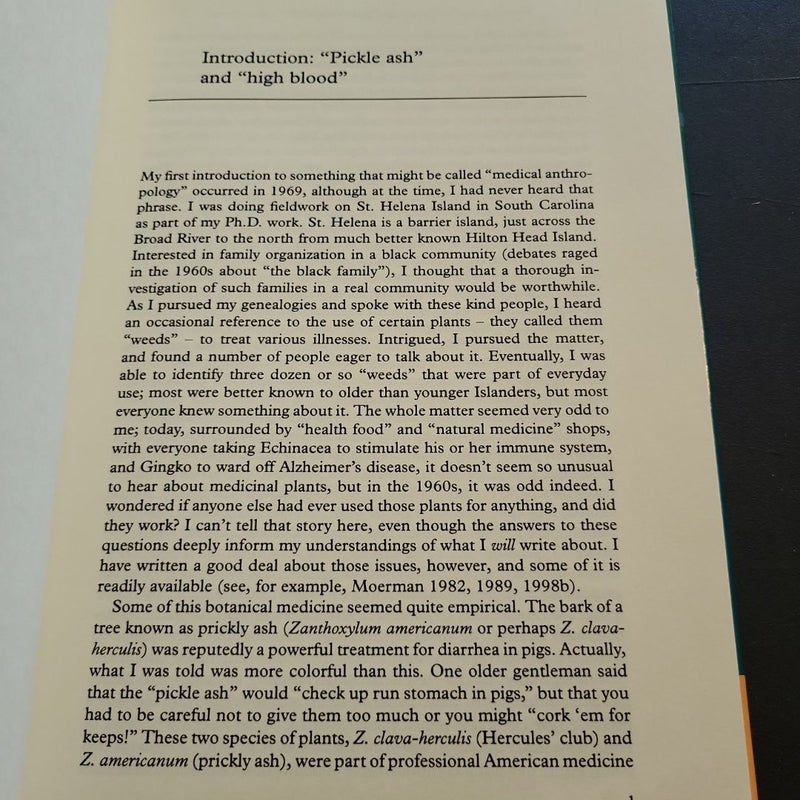 Introduction: “Pickle ash”
and “high blood”
My first introduction to something that might be called “medical anthro-
pology” occurred in 1969, although at the time, I had never heard that
phrase. I was doing fieldwork on St. Helena Island in South Carolina
as part of my Ph.D. work. St. Helena is a barrier island, just across the
Broad River to the north from much better known Hilton Head Island.
Interested in family organization in a black community (debates raged
in the 1960s about “the black family”), I thought that a thorough in-
vestigation of such families in a real community would be worthwhile.
As I pursued my genealogies and spoke with these kind people, I heard
an occasional reference to the use of certain plants – they called them
“weeds” – to treat various illnesses. Intrigued, I pursued the matter,
and found a number of people eager to talk about it. Eventually, I was
able to identify three dozen or so “weeds” that were part of everyday
use; most were better known to older than younger Islanders, but most
everyone knew something about it. The whole matter seemed very odd to
me; today, surrounded by “health food” and “natural medicine” shops,
with everyone taking Echinacea to stimulate his or her immune system,
and Gingko to ward off Alzheimer’s disease, it doesn’t seem so unusual
to hear about medicinal plants, but in the 1960s, it was odd indeed. I
wondered if anyone else had ever used those plants for anything, and did
they work? I can’t tell that story here, even though the answers to these
questions deeply inform my understandings of what I will write about. I
have written a good deal about those issues, however, and some of it is
readily available (see, for example, Moerman 1982, 1989, 1998b).
Some of this botanical medicine seemed quite empirical. The bark of a
tree known as prickly ash (Zanthoxylum americanum or perhaps Z. clava-
herculis) was reputedly a powerful treatment for diarrhea in pigs. Actually,
what I was told was more colorful than this. One older gentleman said
that the “pickle ash” would “check up run stomach in pigs,” but that you
had to be careful not to give them too much or you might “cork ‘em for
keeps!” These two species of plants, Z. clava-herculis (Hercules’ club) and
Z. americanum (prickly ash), were part of professional American medicine
1